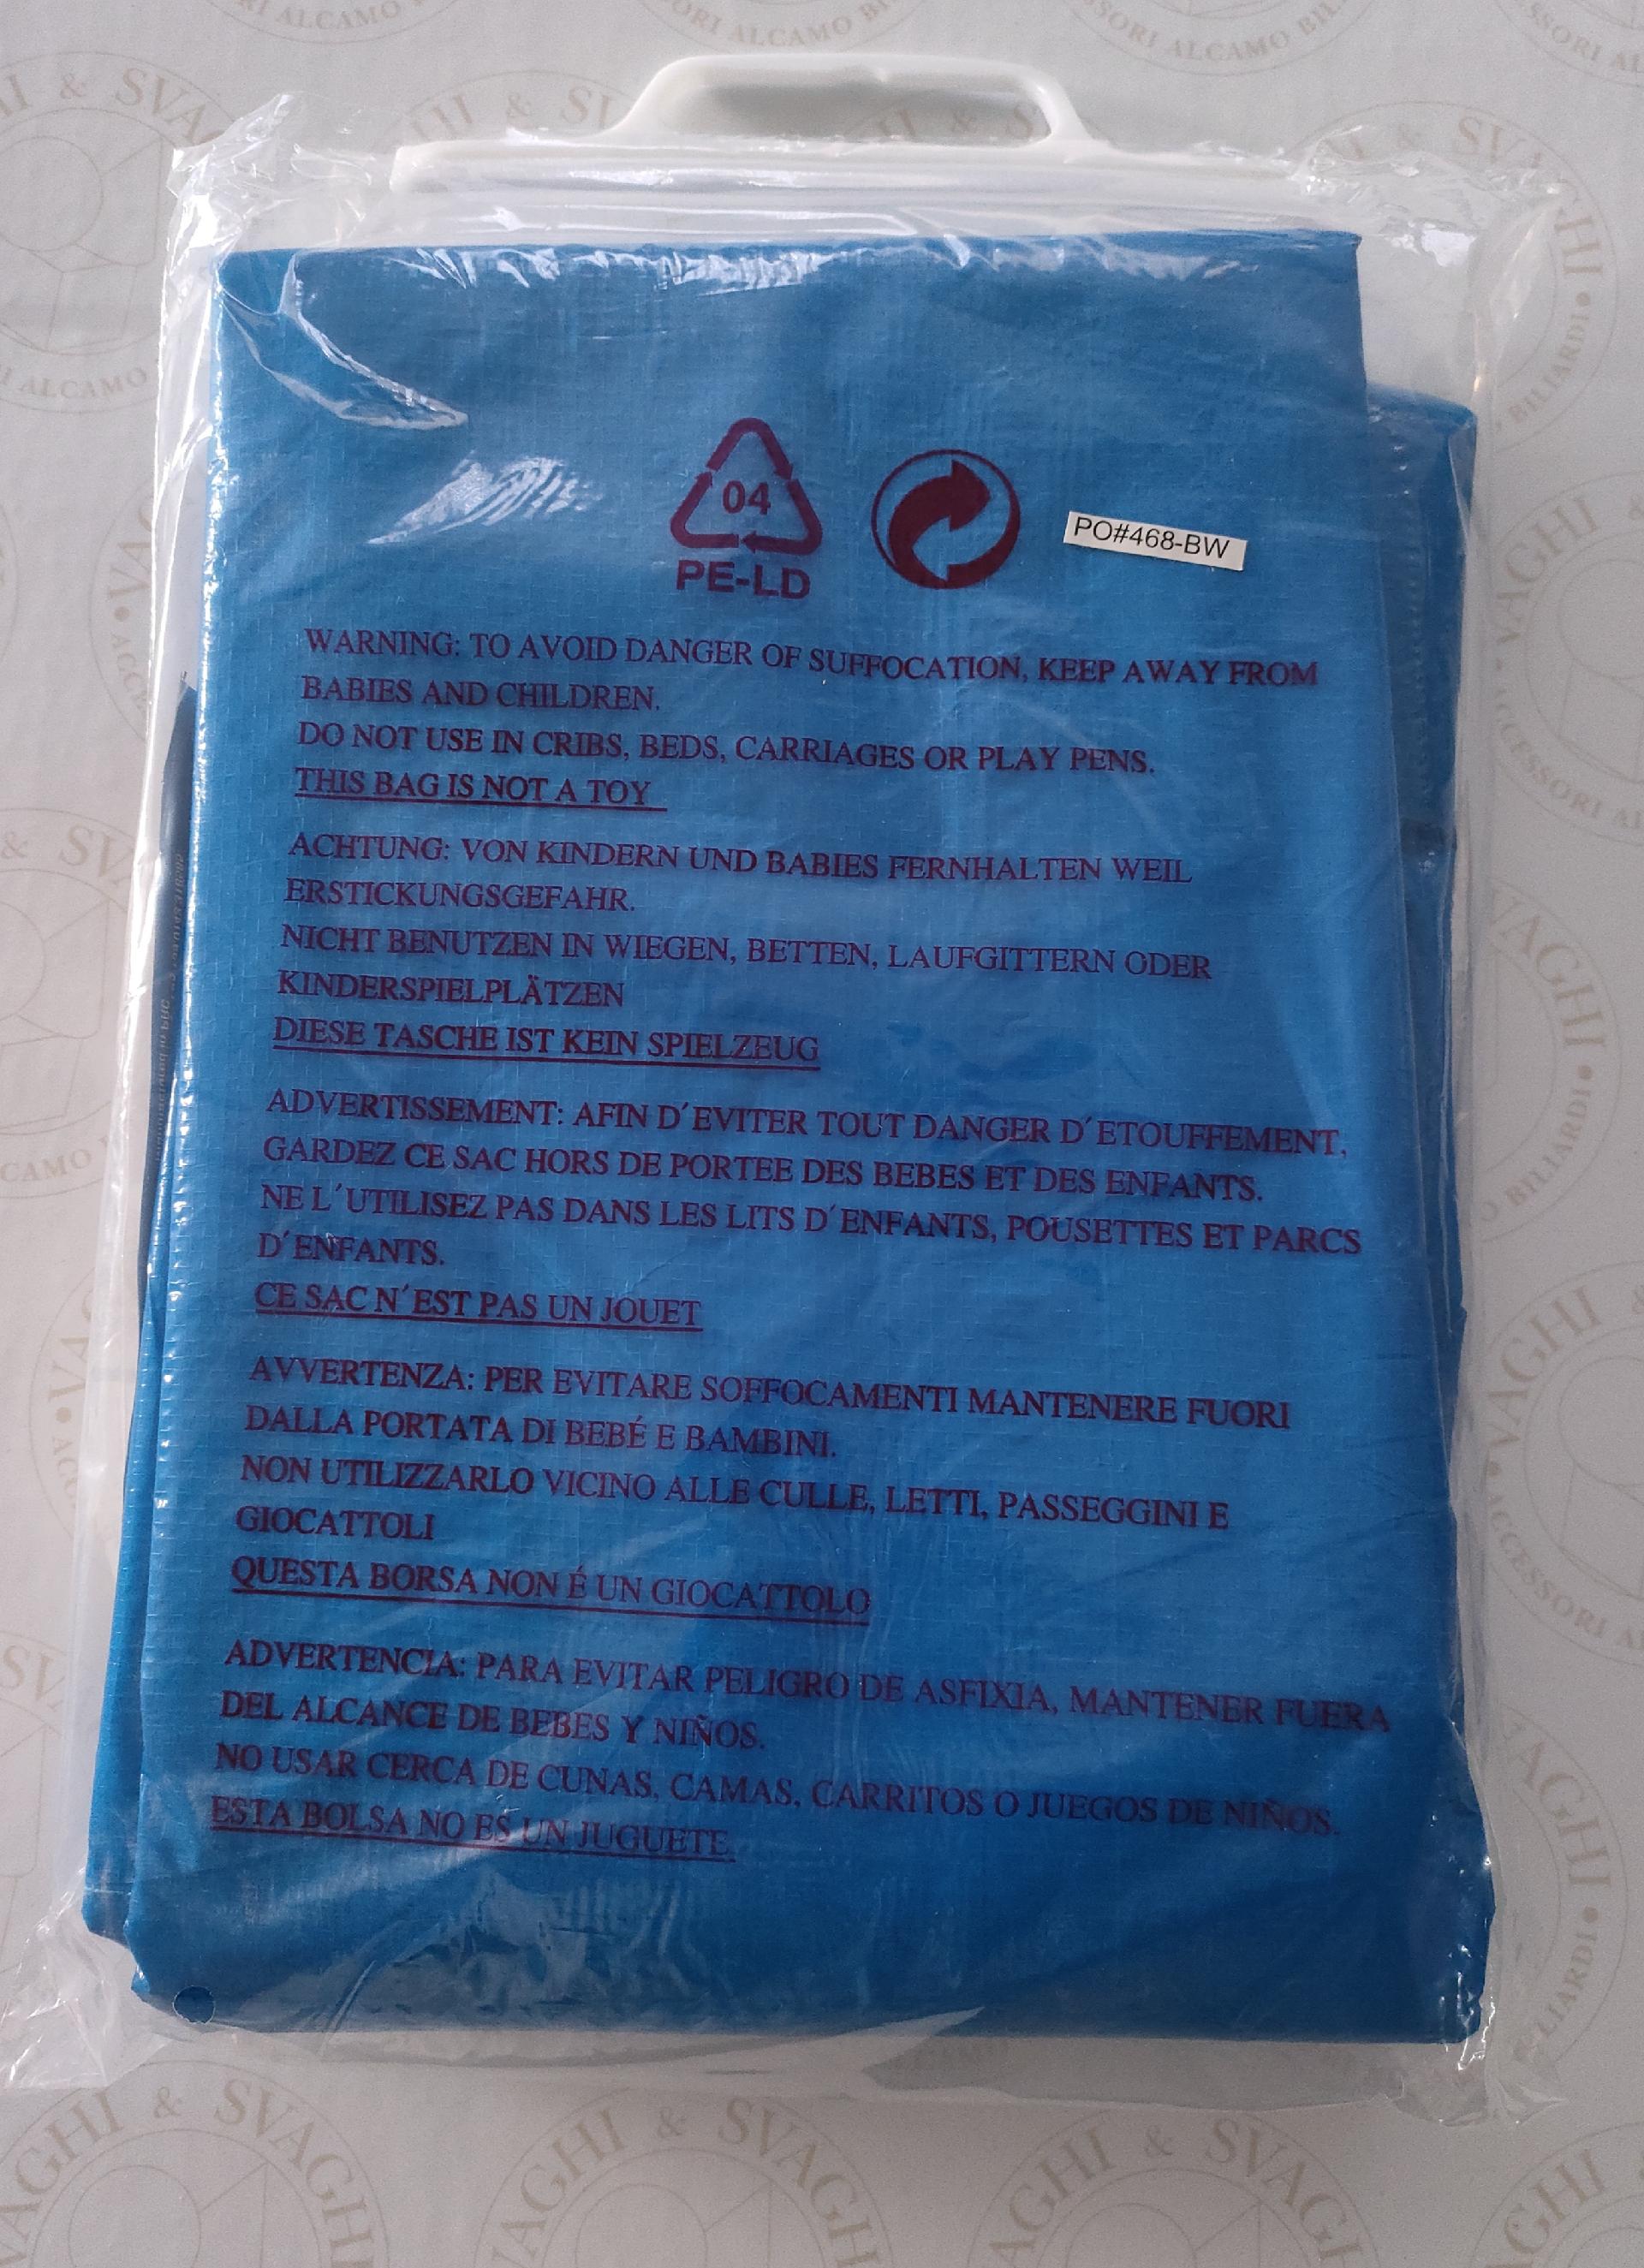 04
PE-LD
PO#468-BW
WARNING: TO AVOID DANGER OF SUFFOCATION, KEEP AWAY FROM
BABIES AND CHILDREN.
DO NOT USE IN CRIBS, BEDS, CARRIAGES OR PLAY PENS.
THIS BAG IS NOT A TOY
ACHTUNG: VON KINDERN UND BABIES FERNHALTEN WEIL
ERSTICKUNGSGEFAHR.
NICHT BENUTZEN IN WIEGEN, BETTEN, LAUFGITTERN ODER
KINDERSPIELPLÄTZEN
DIESE TASCHE IST KEIN SPIELZEUG
ADVERTISSEMENT: AFIN D´EVITER TOUT DANGER D´ETOUFFEMENT,
GARDEZ CE SAC HORS DE PORTEE DES BEBES ET DES ENFANTS.
NE L´UTILISEZ PAS DANS LES LITS D´ENFANTS, POUSETTES ET PARCS
D´ENFANTS.
CE SAC N´EST PAS UN JOUET
AVVERTENZA: PER EVITARE SOFFOCAMENTI MANTENERE FUORI
DALLA PORTATA DI BEBÉ E BAMBINI.
NON UTILIZZARLO VICINO ALLE CULLE, LETTI, PASSEGGINI E
GIOCATTOLI
QUESTA BORSA NON É UN GIOCATTOLO
ADVERTENCIA: PARA EVITAR PELIGRO DE ASFIXIA, MANTENER FUERA
DEL ALCANCE DE BEBES Y NIÑOS.
NO USAR CERCA DE CUNAS, CAMAS, CARRITOS O JUEGOS DE NIÑOS.
ESTA BOLSA NO ES UN JUGUETE.
VAGHI & SVAGHI • ACCESSORI ALCAMO BILIARDI •